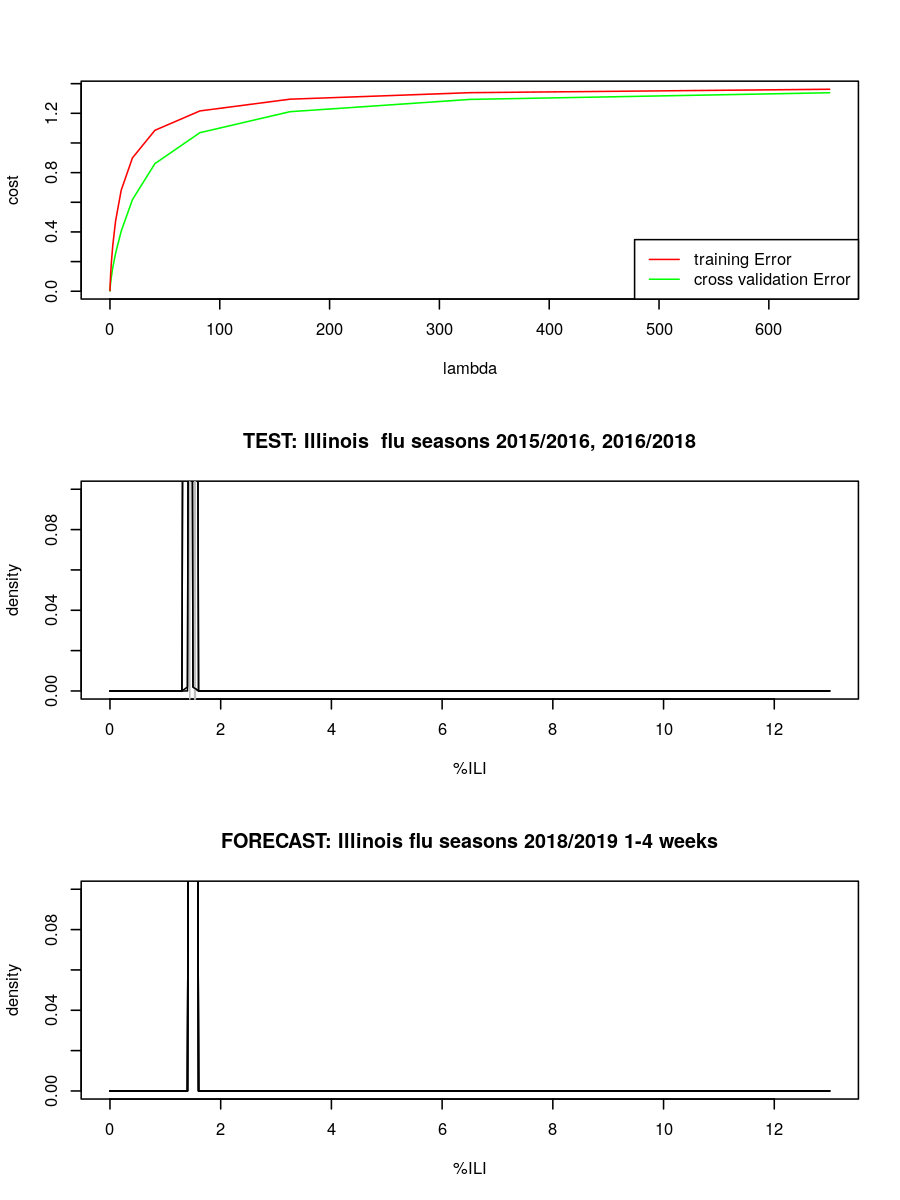 cost
0.0 0.4 0.8 1.2
training Error
cross validation Error
0 100 200 300 400 500 600
lambda
TEST: Illinois  flu seasons 2015/2016, 2016/2018
density
0.00 0.04 0.08
0 2 4 6 8 10 12
%ILI
FORECAST: Illinois flu seasons 2018/2019 1-4 weeks
density
0.00 0.04 0.08
0 2 4 6 8 10 12
%ILI